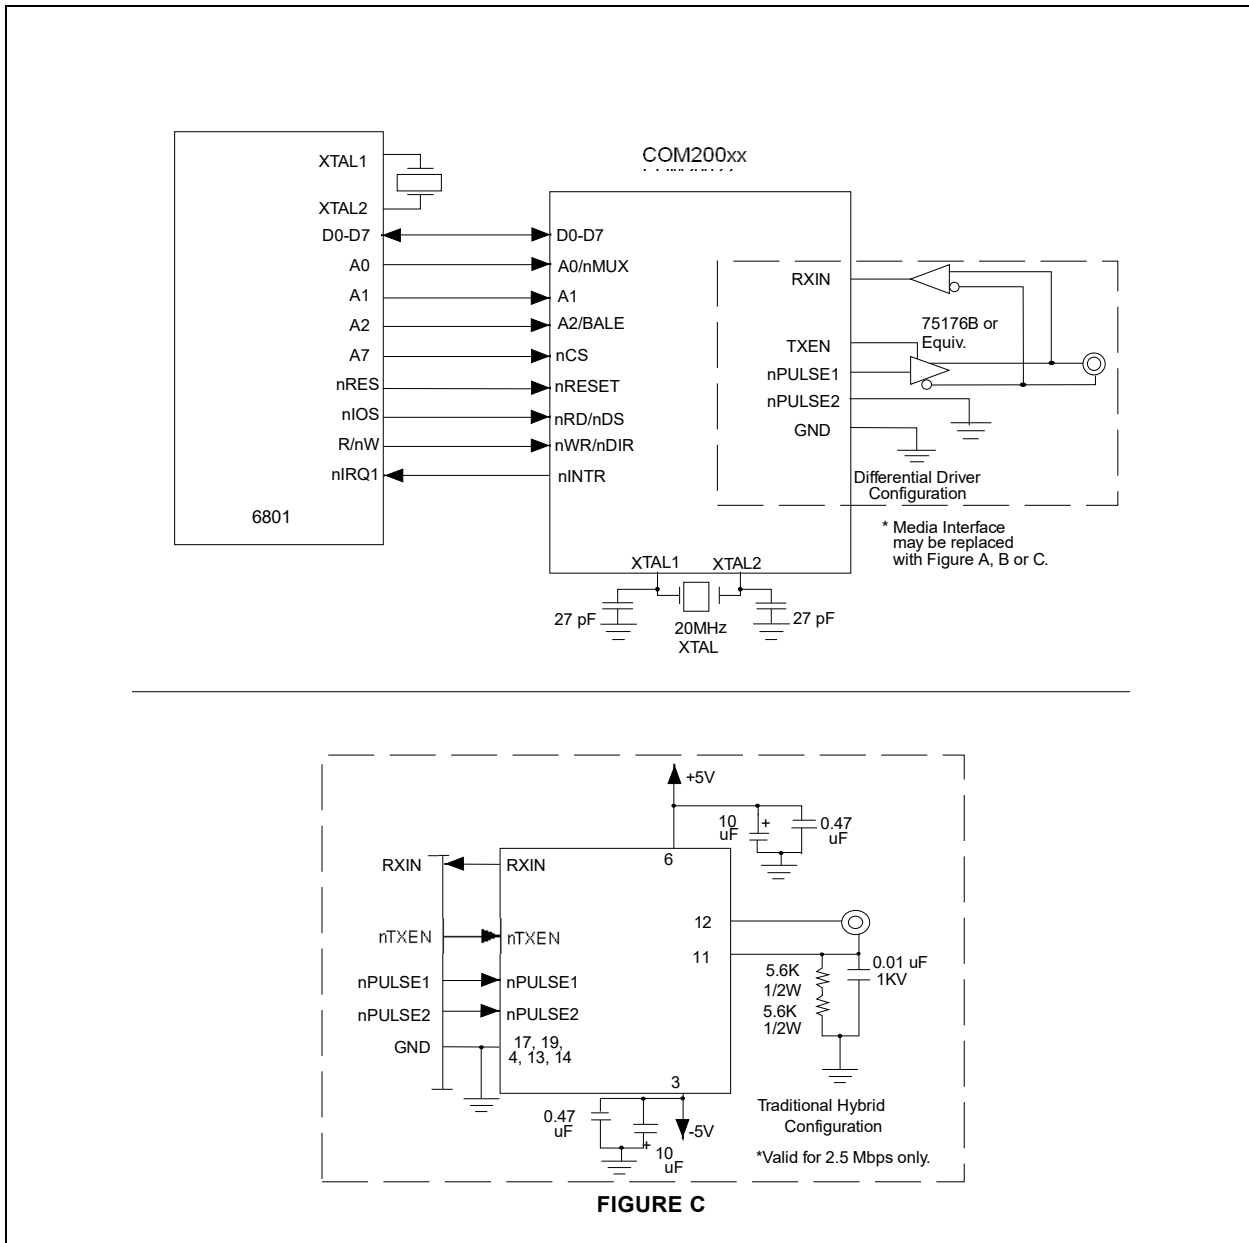 COM200xx
XTAL1
XTAL2
D0-D7
A0
A1
A2
A7
nRES
nIOS
R/nW
nIRQ1
6801
D0-D7
A0/nMUX
A1
A2/BALE
nCS
nRESET
nRD/nDS
nWR/nDIR
nINTR
XTAL1
XTAL2
27 pF
20MHz
XTAL
27 pF
RXIN
TXEN
nPULSE1
nPULSE2
GND
75176B or
Equiv.
Differential Driver
Configuration
* Media Interface
may be replaced
with Figure A, B or C.
+5V
10
uF
+
0.47
uF
6
RXIN
RXIN
nTXEN
nTXEN
nPULSE1
nPULSE1
nPULSE2
nPULSE2
GND
17, 19,
4, 13, 14
12
11
5.6K
1/2W
5.6K
1/2W
0.01 uF
1KV
3
0.47
uF
+
10
uF
-5V
Traditional Hybrid
Configuration
*Valid for 2.5 Mbps only.
FIGURE C